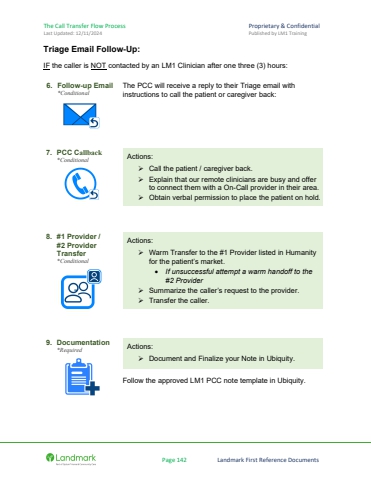 The Call Transfer Flow Process
Proprietary & Confidential
Last Updated: 12/11/2024
Published by LM1 Training
Triage Email Follow-Up:
IF the caller is NOT contacted by an LM1 Clinician after one three (3) hours:
6. Follow-up Email
*Conditional
The PCC will receive a reply to their Triage email with
instructions to call the patient or caregiver back:
7. PCC Callback
*Conditional
Actions:
➢ Call the patient / caregiver back.
➢ Explain that our remote clinicians are busy and offer
to connect them with a On-Call provider in their area.
➢ Obtain verbal permission to place the patient on hold.
8. #1 Provider /
#2 Provider
Transfer
*Conditional
Actions:
➢ Warm Transfer to the #1 Provider listed in Humanity
for the patient's market.
• If unsuccessful attempt a warm handoff to the
#2 Provider
➢ Summarize the caller's request to the provider.
➢ Transfer the caller.
9. Documentation
*Required
Actions:
➢ Document and Finalize your Note in Ubiquity.
Follow the approved LM1 PCC note template in Ubiquity.
Landmark
Page 142
Landmark First Reference Documents